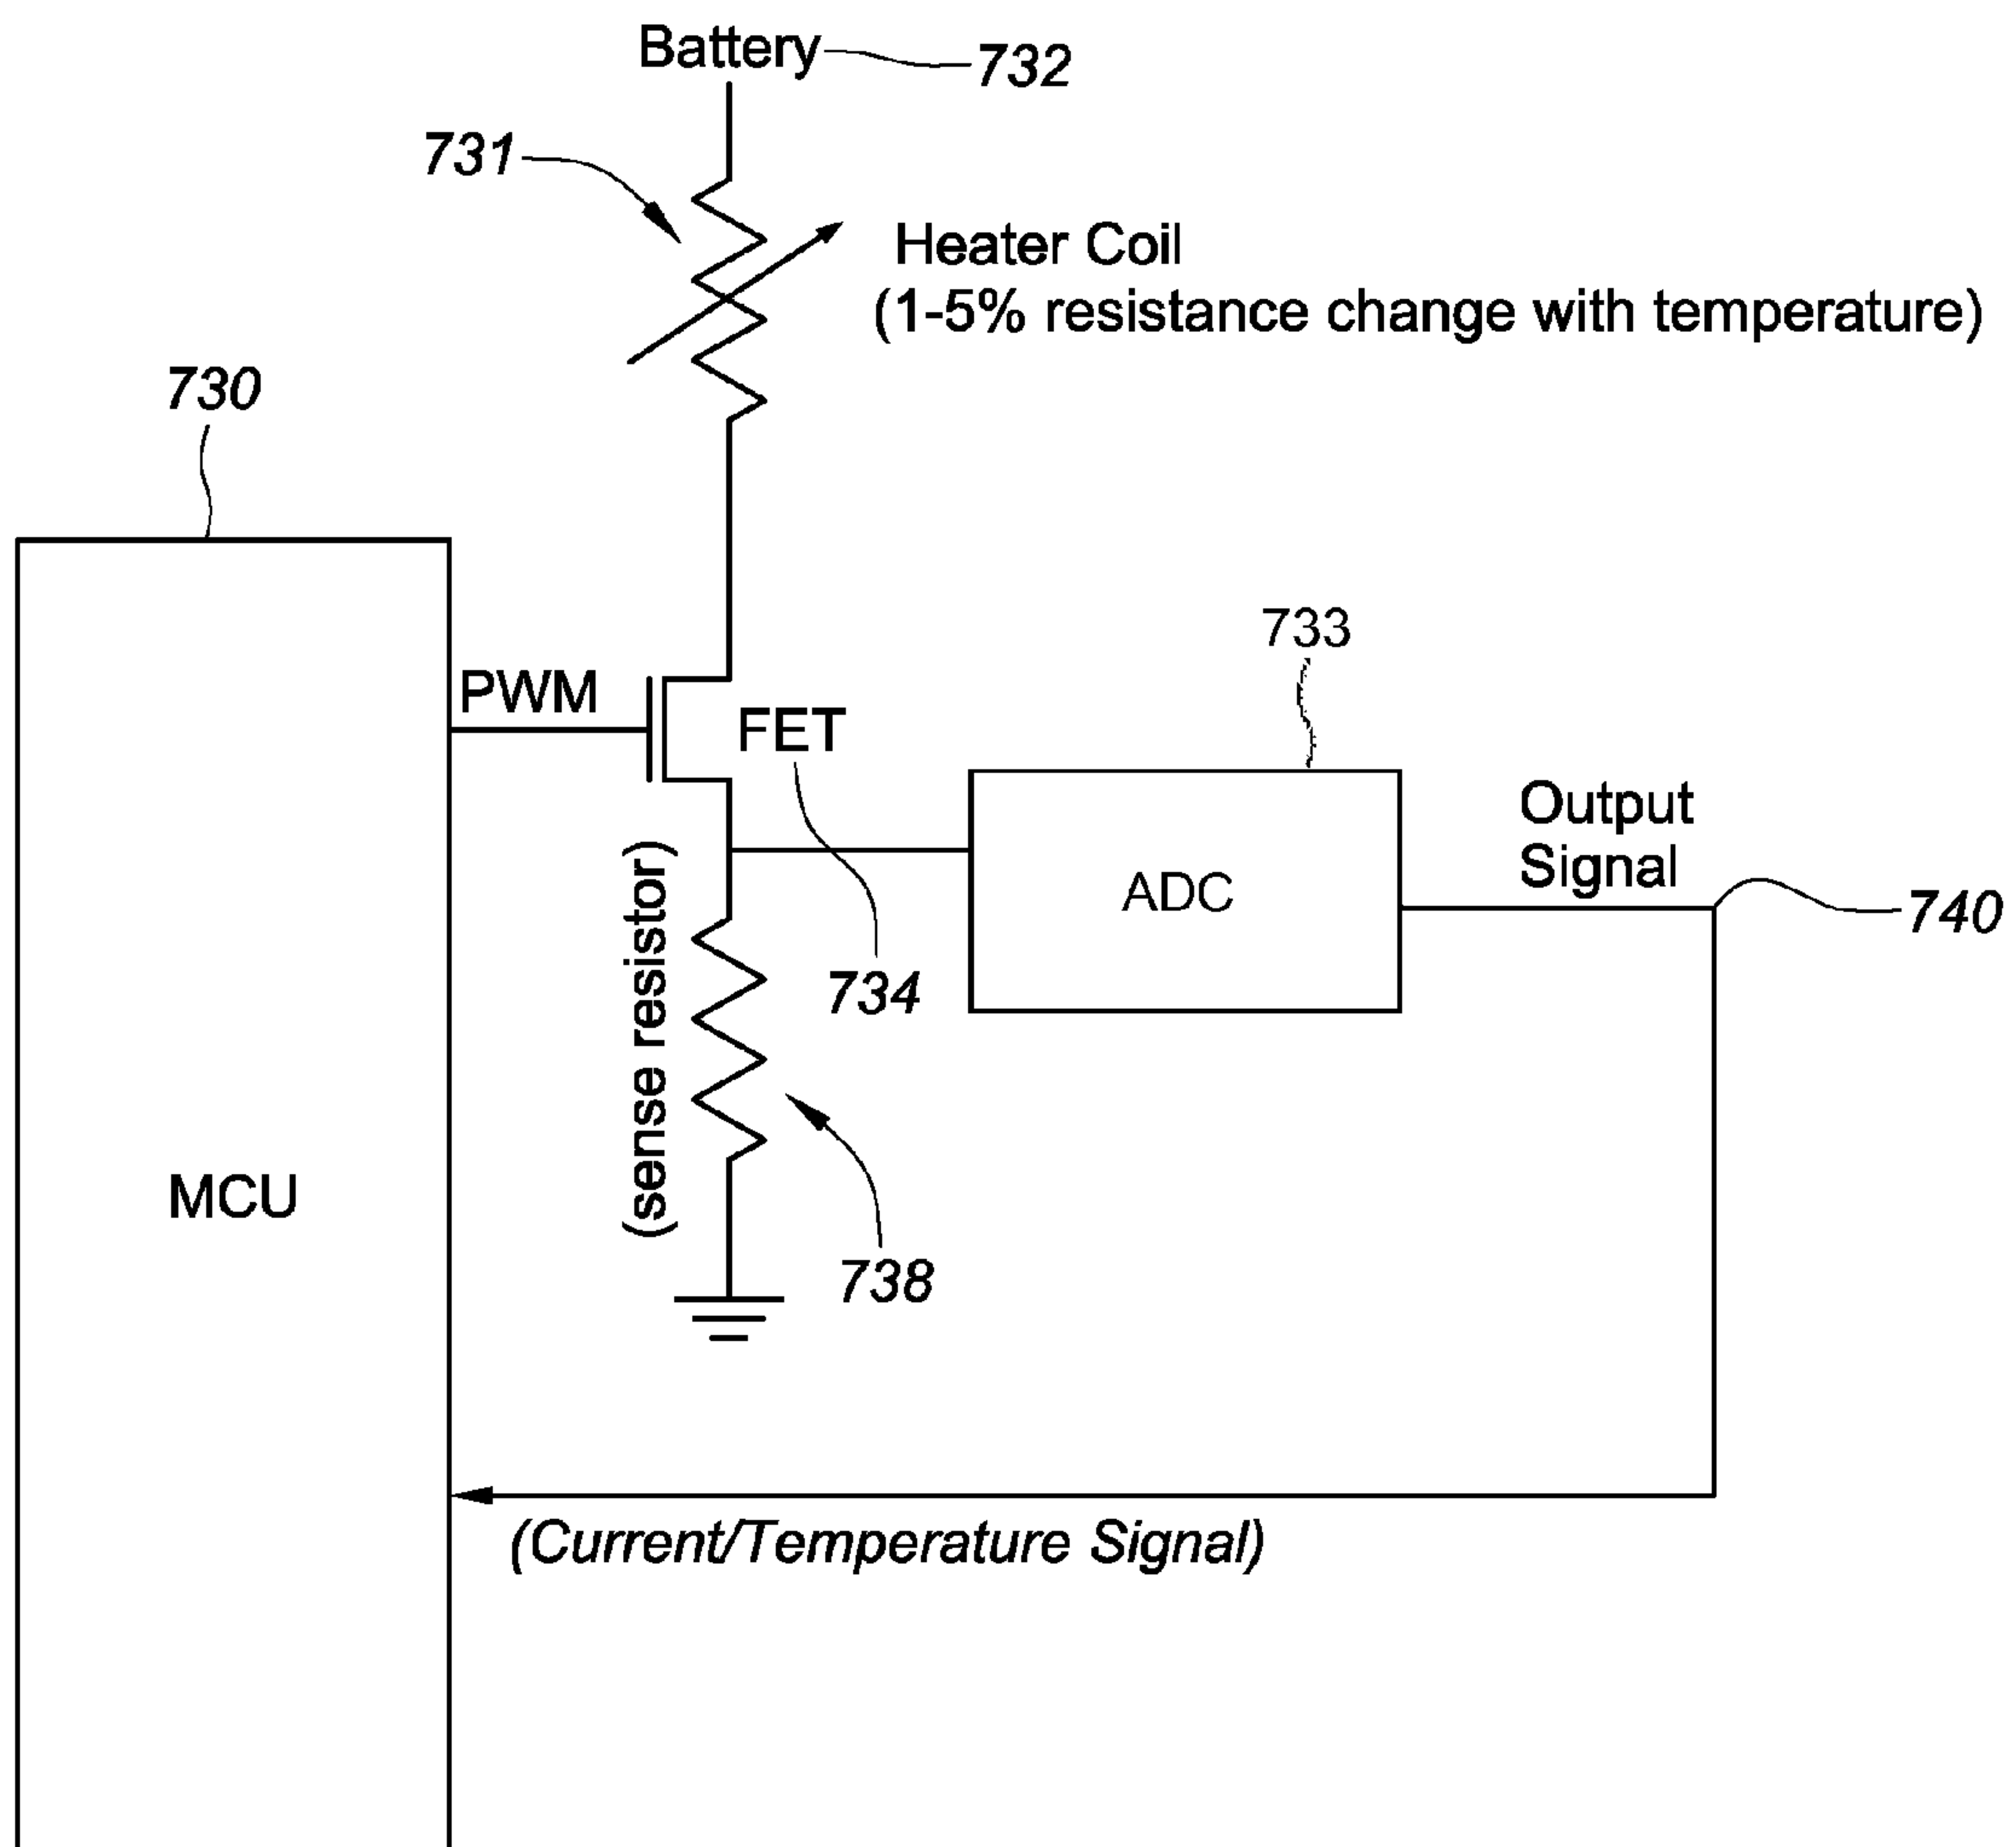 Battery
732
731
Heater Coil
(1-5% resistance change with temperature)
730
733
PWM
FET
Output
Signal
ADC
740
(sense resistor)
734
MCU
738
(Current/Temperature Signal)